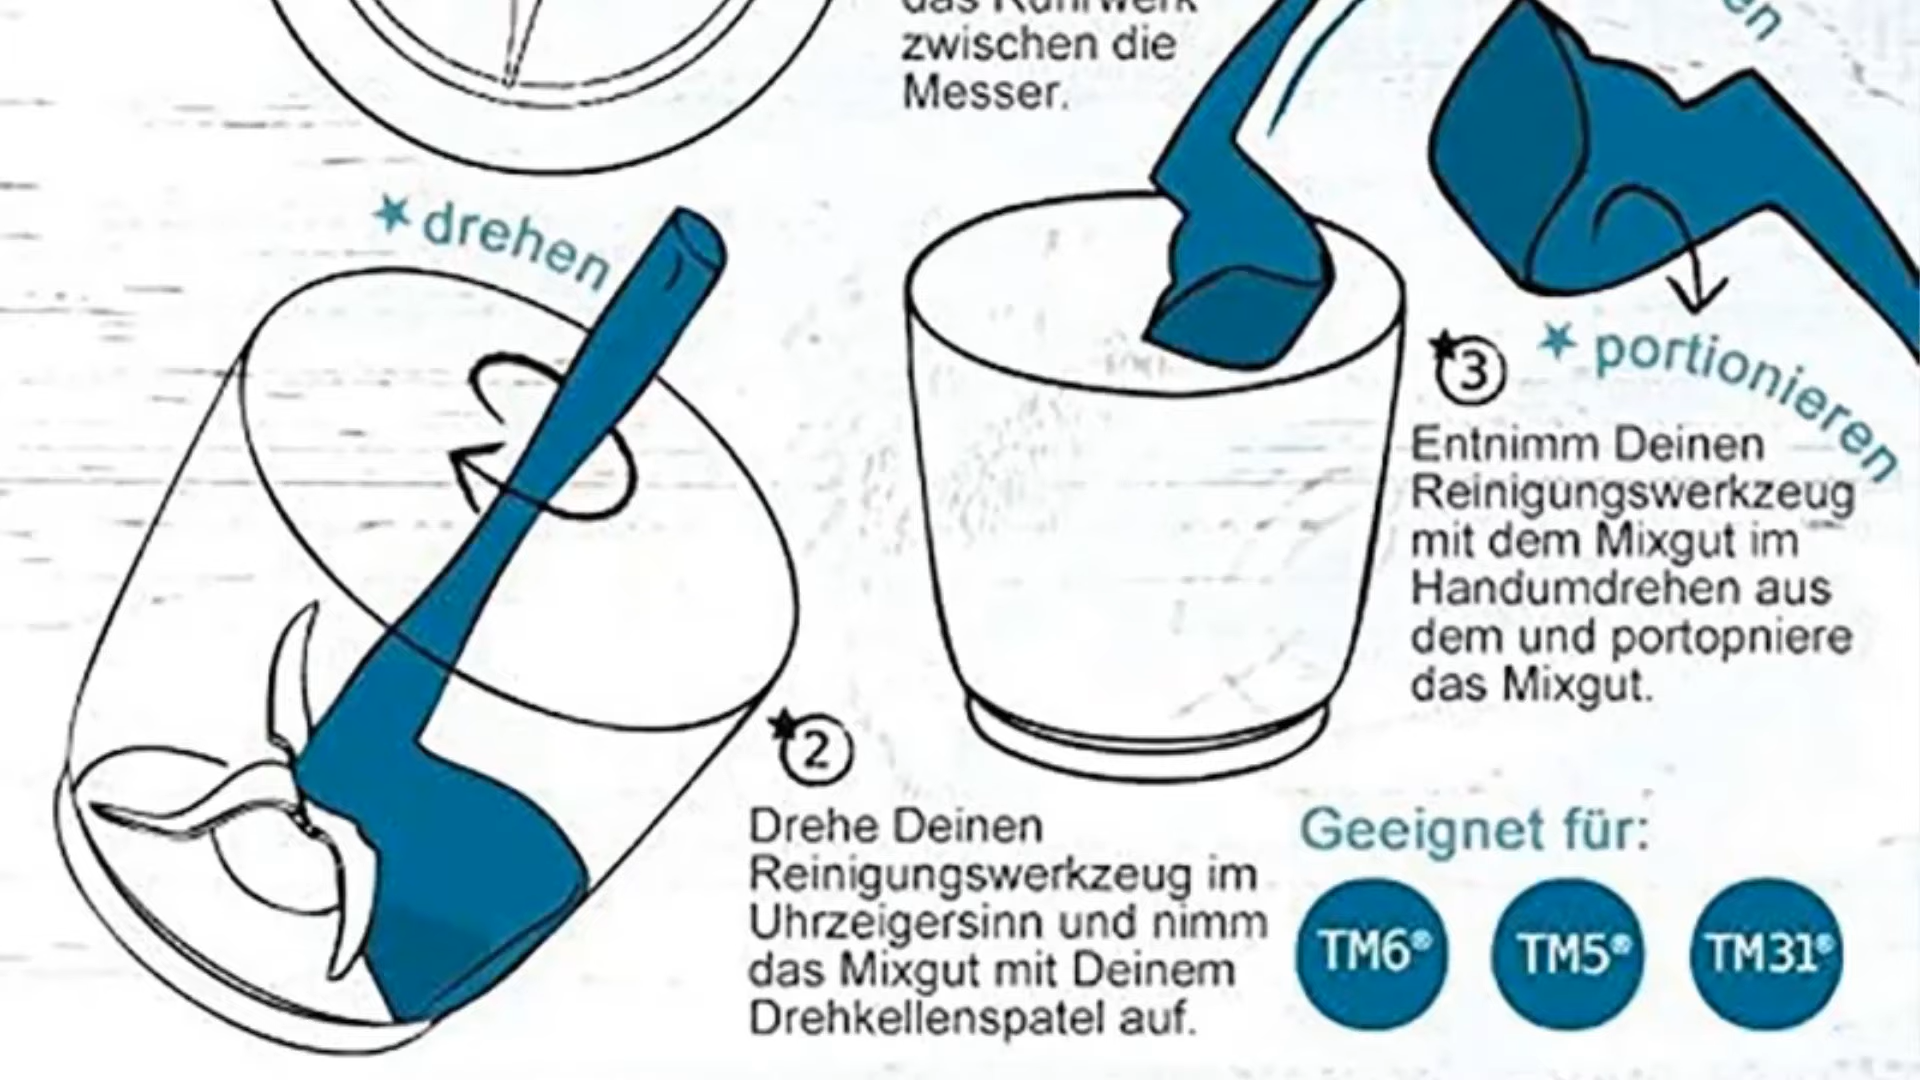 zwischen die
Messer.
drehen
2
Drehe Deinen
Reinigungswerkzeug im
Uhrzeigersinn und nimm
das Mixgut mit Deinem
Drehkellenspatel auf.
3
portionieren
Entnimm Deinen
Reinigungswerkzeug
mit dem Mixgut im
Handumdrehen aus
dem und portopniere
das Mixgut.
Geeignet für:
TM6® TM5® TM31®